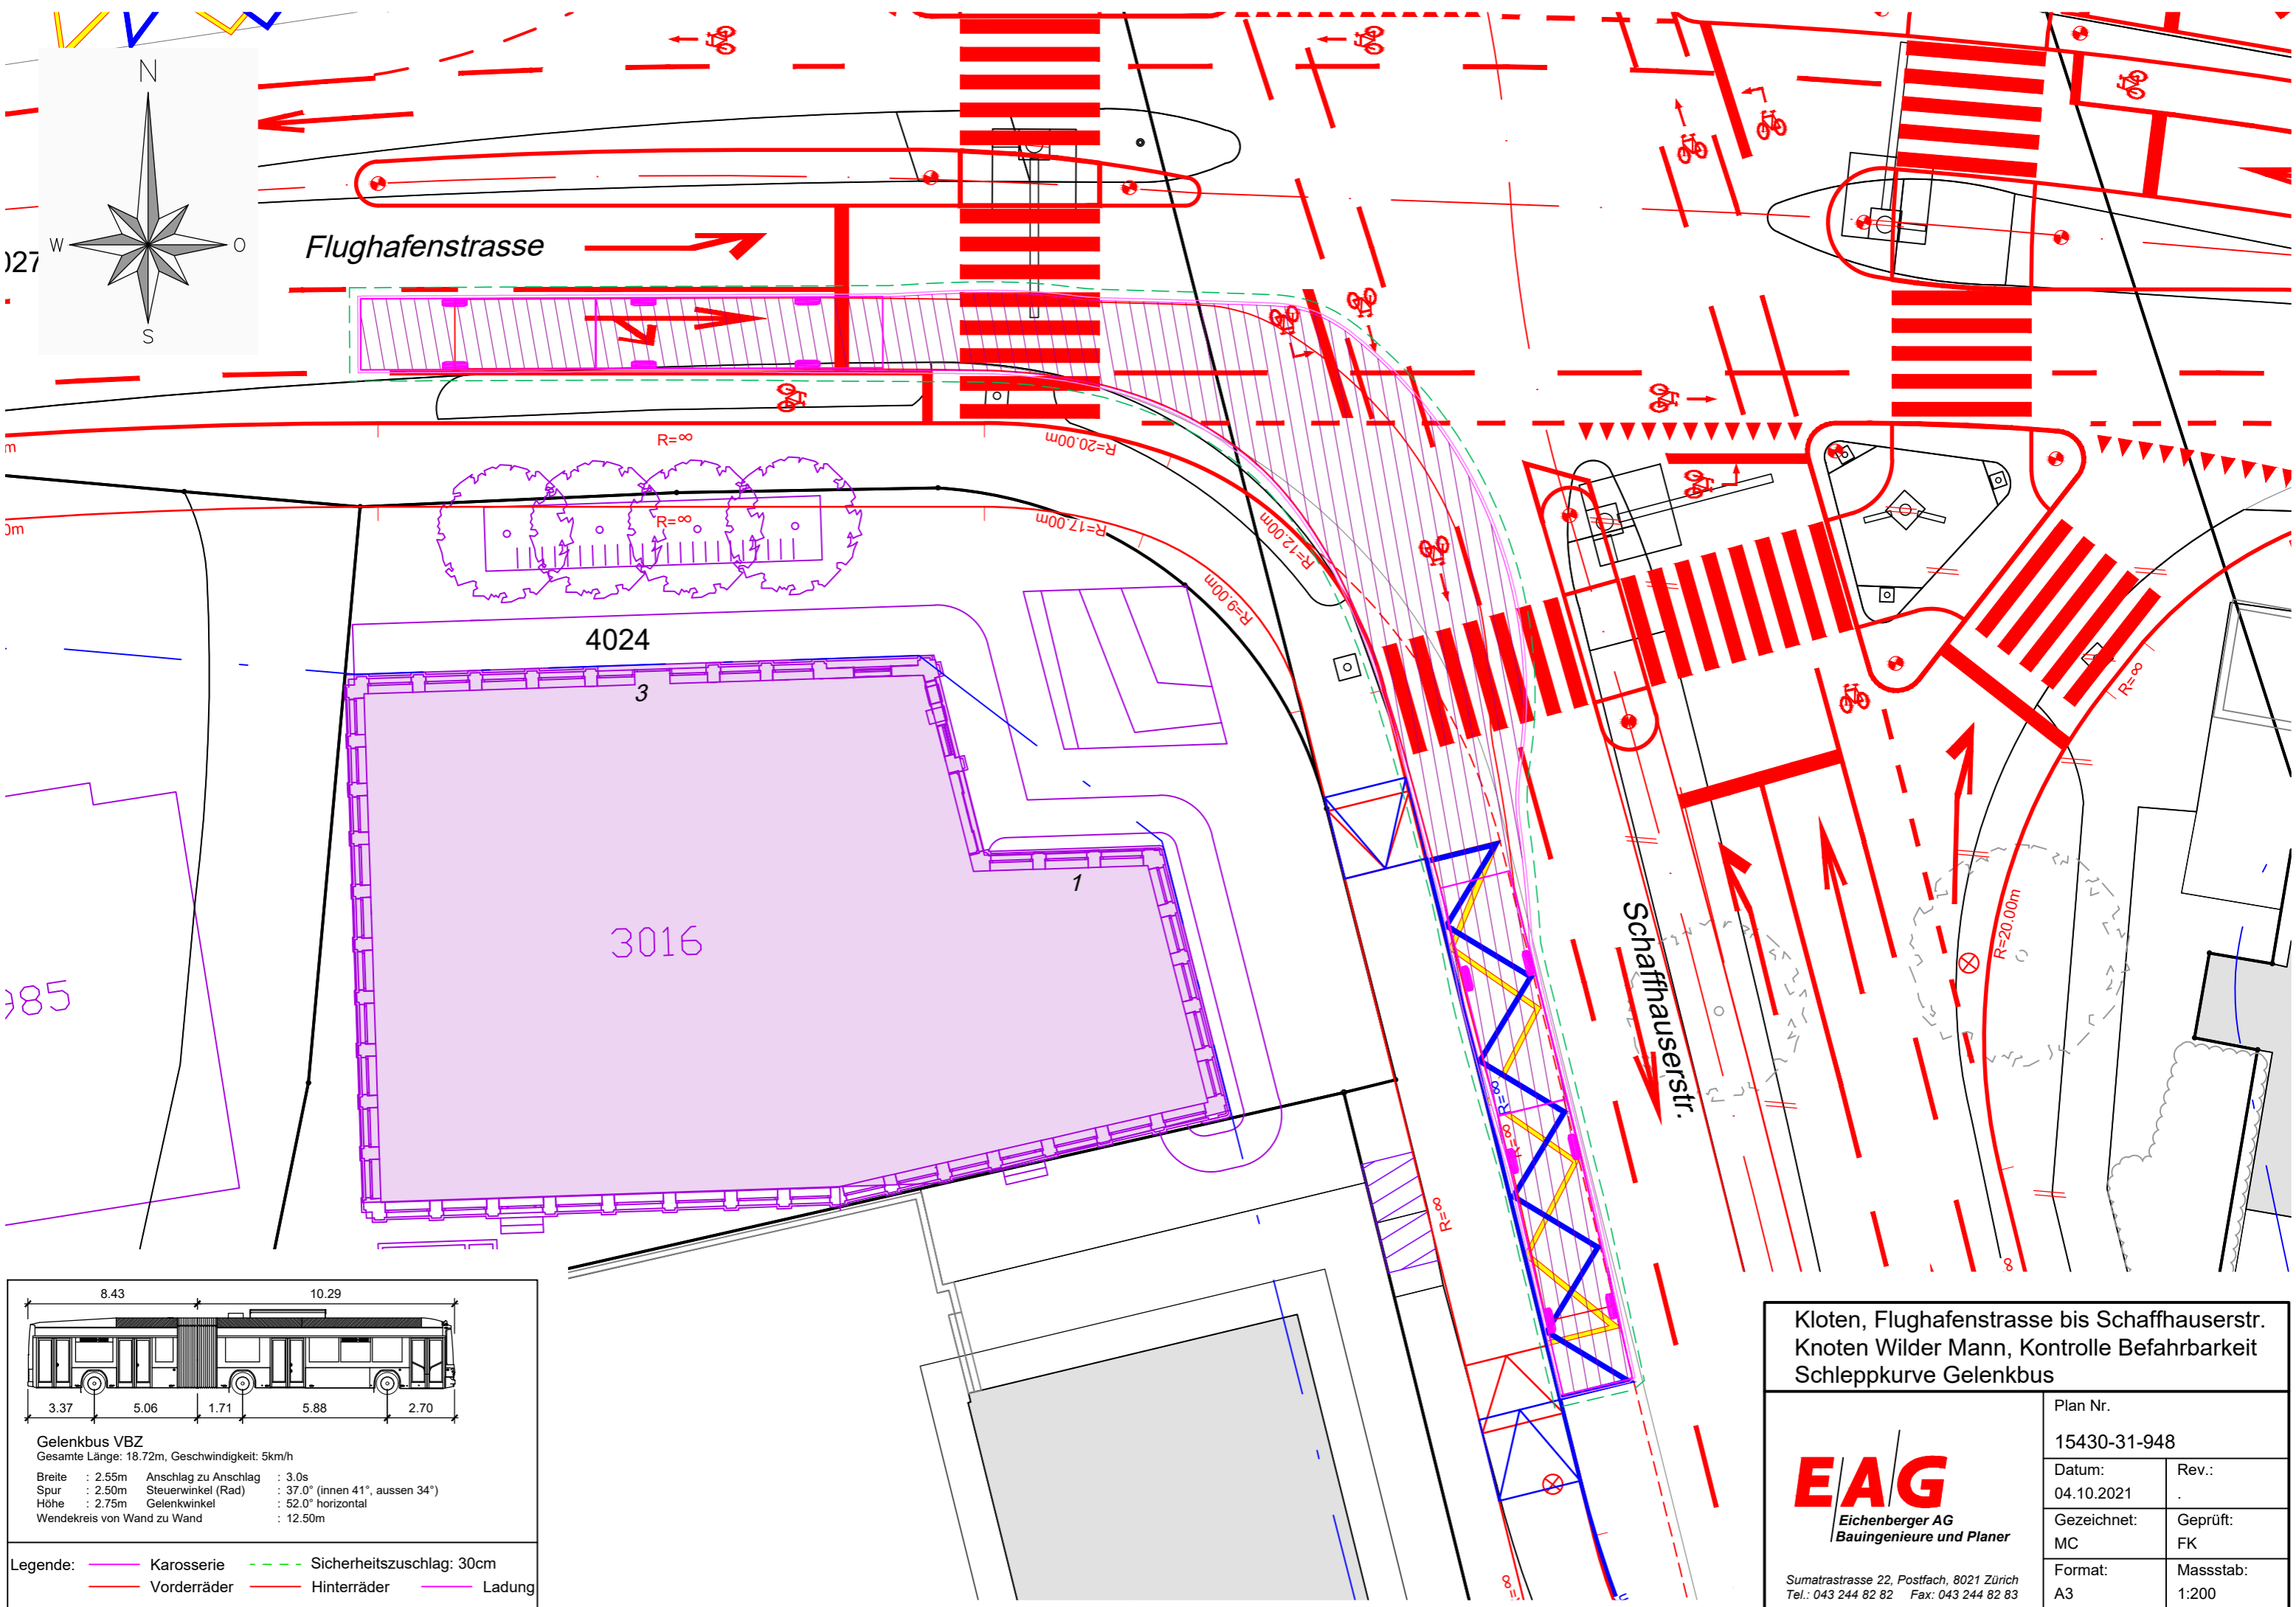 N
W
O
S
027
Flughafenstrasse
m
R=∞
R=20.00m
0m
R=∞
R=17.00m
R=12.00m
R=9.00m
4024
3
1
3016
985
Schaffhauserstr.
R=∞
R=20.00m
R=∞
R=∞
R=∞
8.43
10.29
3.37
5.06
1.71
5.88
2.70
Gelenkbus VBZ
Gesamte Länge: 18.72m, Geschwindigkeit: 5km/h
Breite : 2.55m Anschlag zu Anschlag : 3.0s
Spur : 2.50m Steuerwinkel (Rad) : 37.0° (innen 41°, aussen 34°)
Höhe : 2.75m Gelenkwinkel : 52.0° horizontal
Wendekreis von Wand zu Wand : 12.50m
Legende: Karosserie Sicherheitszuschlag: 30cm
Vorderräder Hinterräder Ladung
Kloten, Flughafenstrasse bis Schaffhauserstr.
Knoten Wilder Mann, Kontrolle Befahrbarkeit
Schleppkurve Gelenkbus
EAG
Eichenberger AG
Bauingenieure und Planer
Sumatrastrasse 22, Postfach, 8021 Zürich
Tel.: 043 244 82 82 Fax: 043 244 82 83
Plan Nr.
15430-31-948
Datum: Rev.:
04.10.2021 .
Gezeichnet: Geprüft:
MC FK
Format: Massstab:
A3 1:200